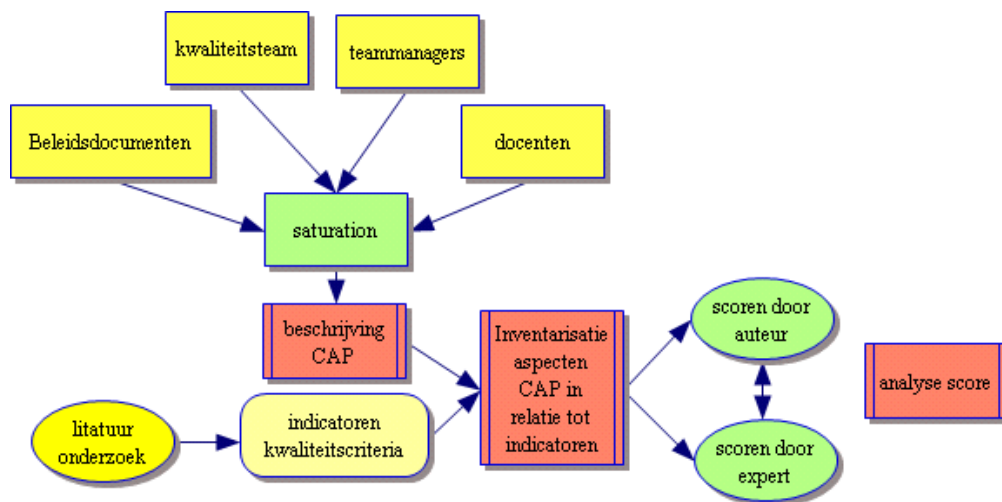 kwaliteitsteam
teammanagers
Beleidsdocumenten
docenten
saturation
beschrijving
CAP
Inventarisatie
aspecten
CAP in
relatie tot
indicatoren
scoren door
auteur
analyse score
litatuur
onderzoek
indicatoren
kwaliteitscriteria
scoren door
expert